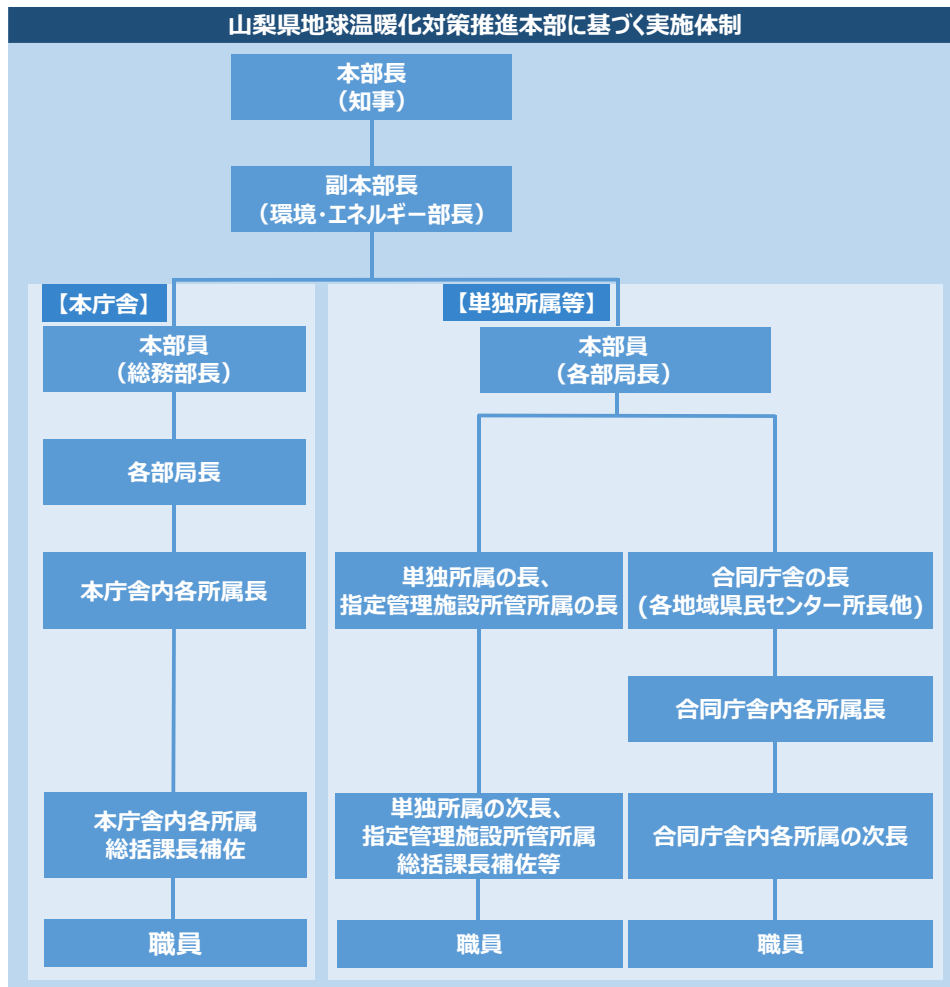 山梨県地球温暖化対策推進本部に基づく実施体制
本部長
（知事）
副本部長
（環境・エネルギー部長）
【本庁舎】
本部員
（総務部長）
各部局長
本庁舎内各所属長
本庁舎内各所属
総括課長補佐
職員
【単独所属等】
本部員
（各部局長）
単独所属の長、
指定管理施設所管所属の長
単独所属の次長、
指定管理施設所管所属
総括課長補佐等
職員
合同庁舎の長
(各地域県民センター所長他)
合同庁舎内各所属長
合同庁舎内各所属の次長
職員